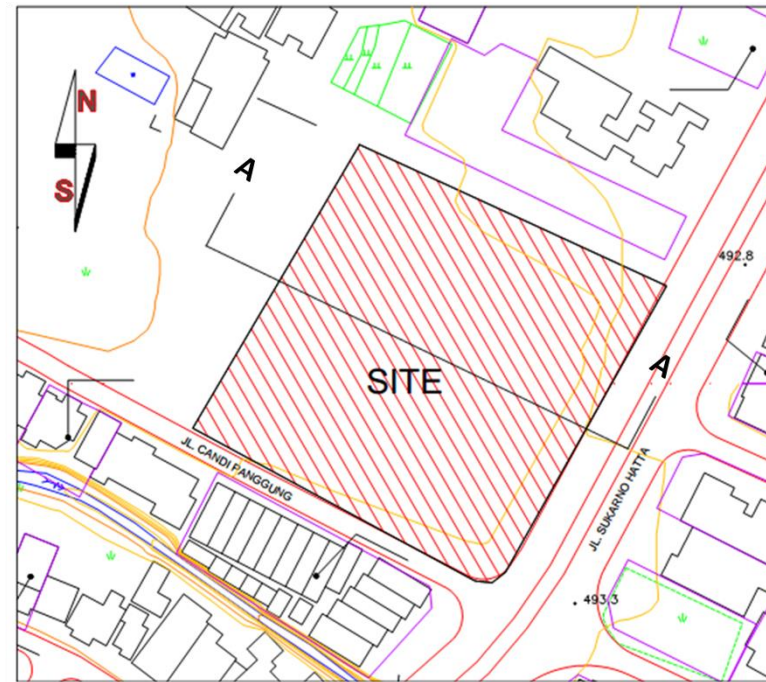 N
S
A
492.8
A
SITE
JL. CANDI PANGGUNG
JL. SUKARNO HATTA
493.3